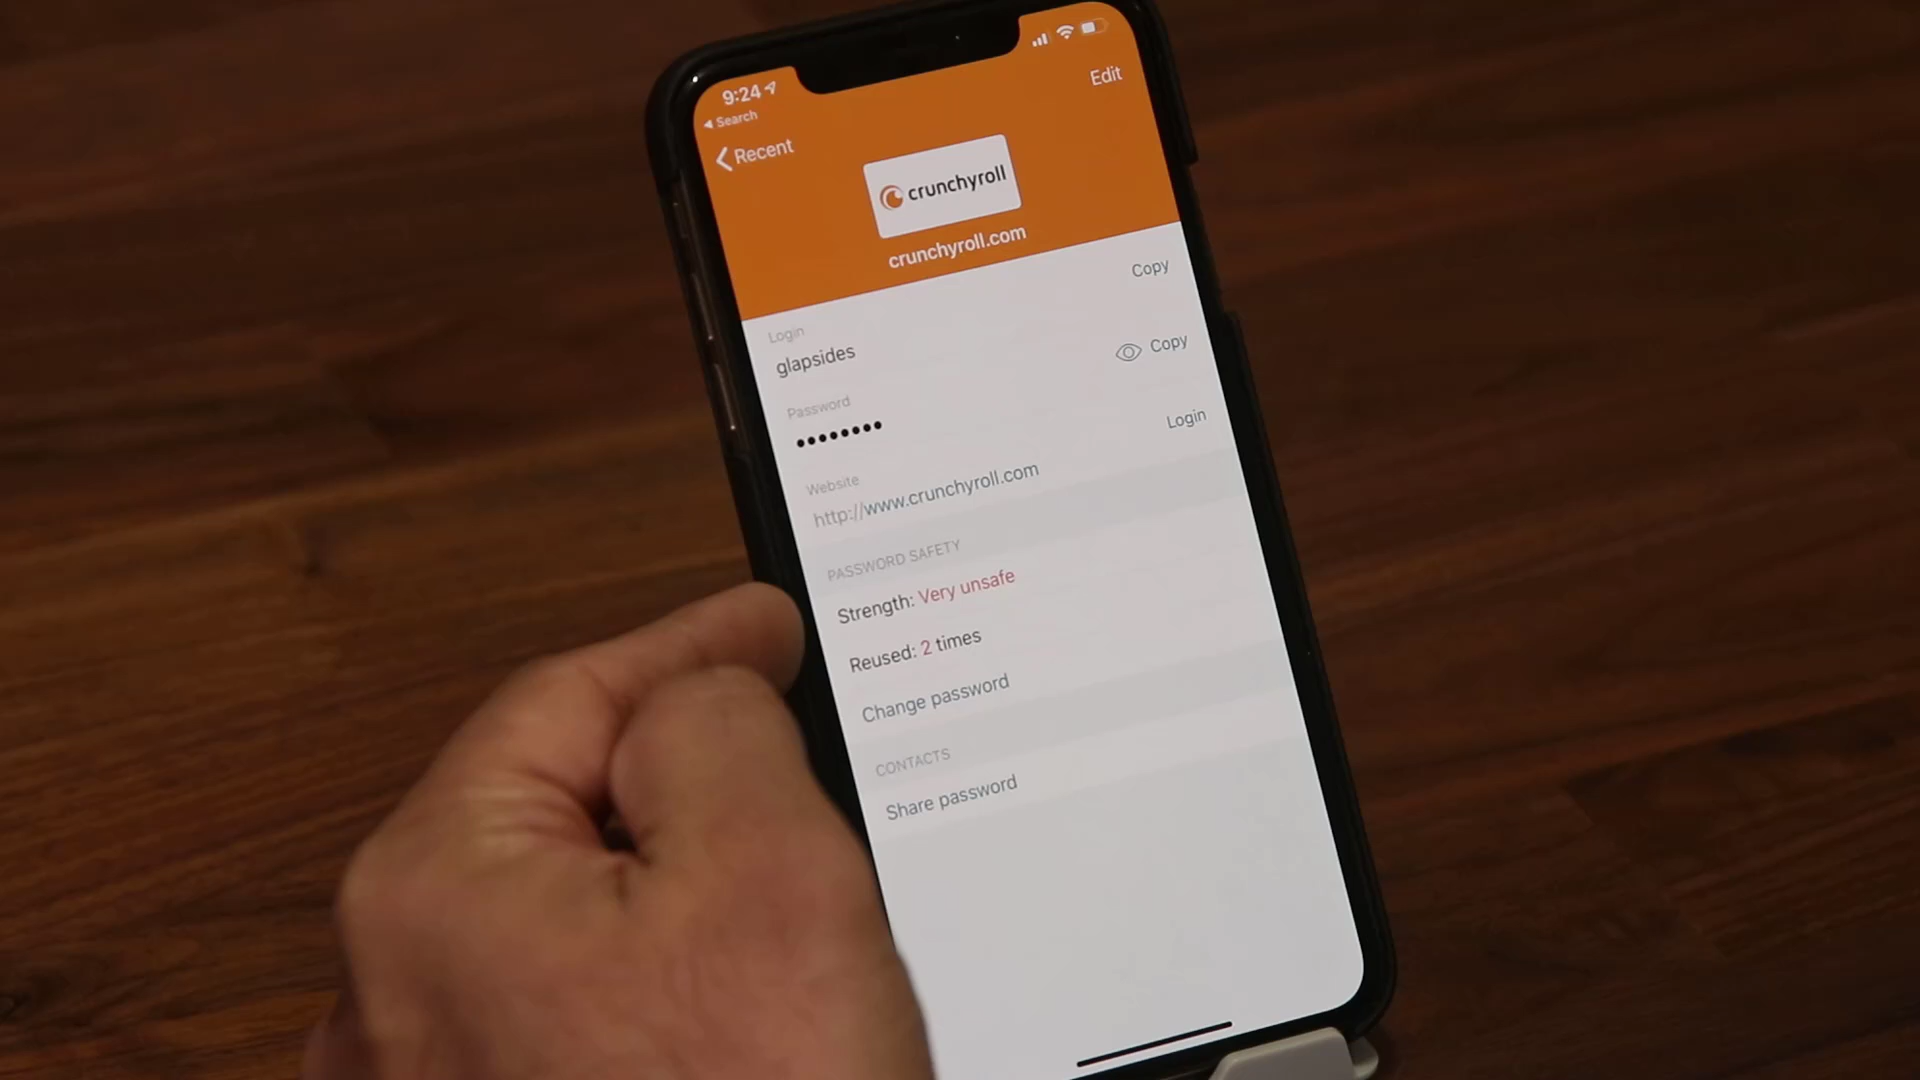 9:24
Search
Edit
Recent
crunchyroll
crunchyroll.com
Copy
Login
glapsides
Copy
Password
••••••••
Login
Website
http://www.crunchyroll.com
PASSWORD SAFETY
Strength: Very unsafe
Reused: 2 times
Change password
CONTACTS
Share password